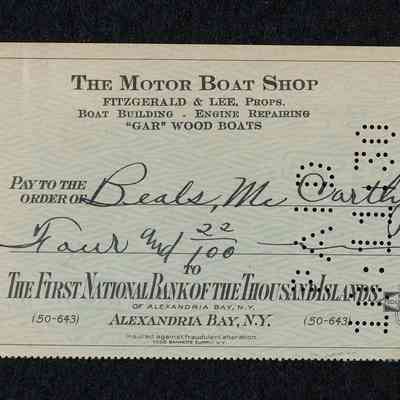 THE MOTOR BOAT SHOP
FITZGERALD & LEE, PROPS.
BOAT BUILDING - ENGINE REPAIRING
"GAR" WOOD BOATS
PAY TO THE
ORDER OF Beals, Mc Carthy
Four and 22/100
TO
THE FIRST NATIONAL BANK OF THE THOUSAND ISLANDS
OF ALEXANDRIA BAY, N.Y.
(50-643) ALEXANDRIA BAY, N.Y. (50-643)
Insured against fraudulent alteration